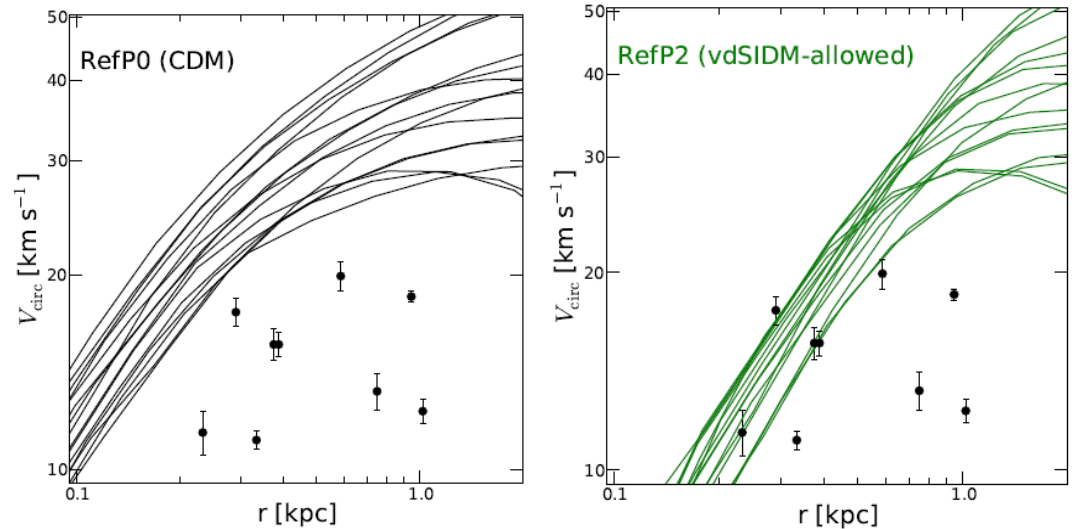 50
40
30
20
10
V_circ [km s⁻¹]
RefP0 (CDM)
0.1
1.0
r [kpc]
50
40
30
20
10
V_circ [km s⁻¹]
RefP2 (vdSIDM-allowed)
0.1
1.0
r [kpc]